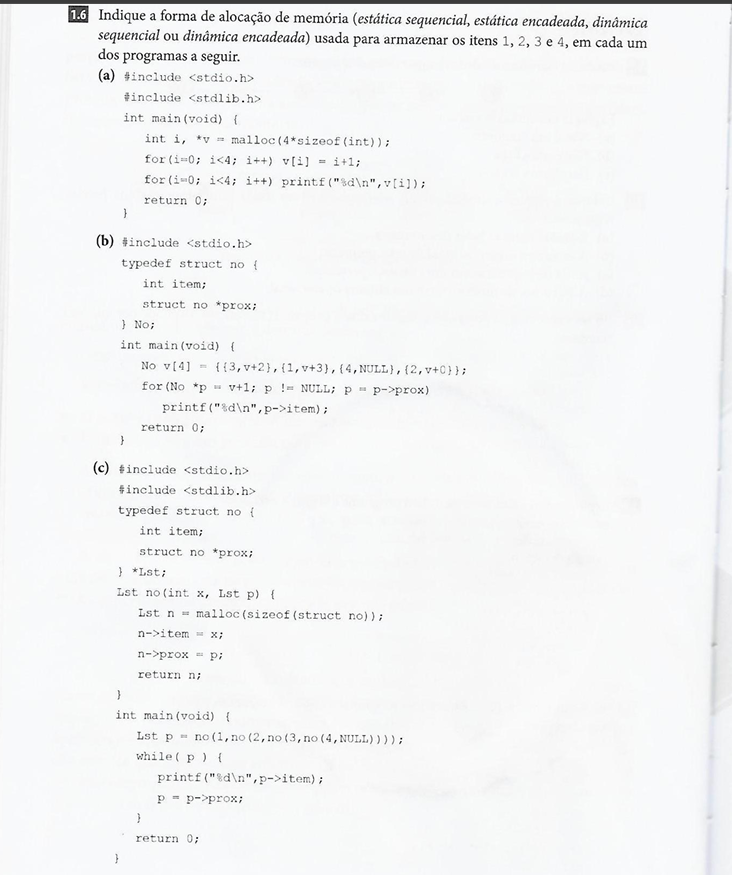 1.6 Indique a forma de alocação de memória (estática sequencial, estática encadeada, dinâmica
sequencial ou dinâmica encadeada) usada para armazenar os itens 1, 2, 3 e 4, em cada um
dos programas a seguir.
(a) #include <stdio.h>
#include <stdlib.h>
int main(void) {
int i, *v = malloc(4*sizeof(int));
for(i=0; i<4; i++) v[i] = i+1;
for(i=0; i<4; i++) printf("%d\n",v[i]);
return 0;
}
(b) #include <stdio.h>
typedef struct no {
int item;
struct no *prox;
} No;
int main(void) {
No v[4] = {{3,v+2},{1,v+3},{4,NULL},{2,v+0}};
for(No *p = v+1; p != NULL; p = p->prox)
printf("%d\n",p->item);
return 0;
}
(c) #include <stdio.h>
#include <stdlib.h>
typedef struct no {
int item;
struct no *prox;
} *Lst;
Lst no(int x, Lst p) {
Lst n = malloc(sizeof(struct no));
n->item = x;
n->prox = p;
return n;
}
int main(void) {
Lst p = no(1,no(2,no(3,no(4,NULL))));
while( p ) {
printf("%d\n",p->item);
p = p->prox;
}
return 0;
}